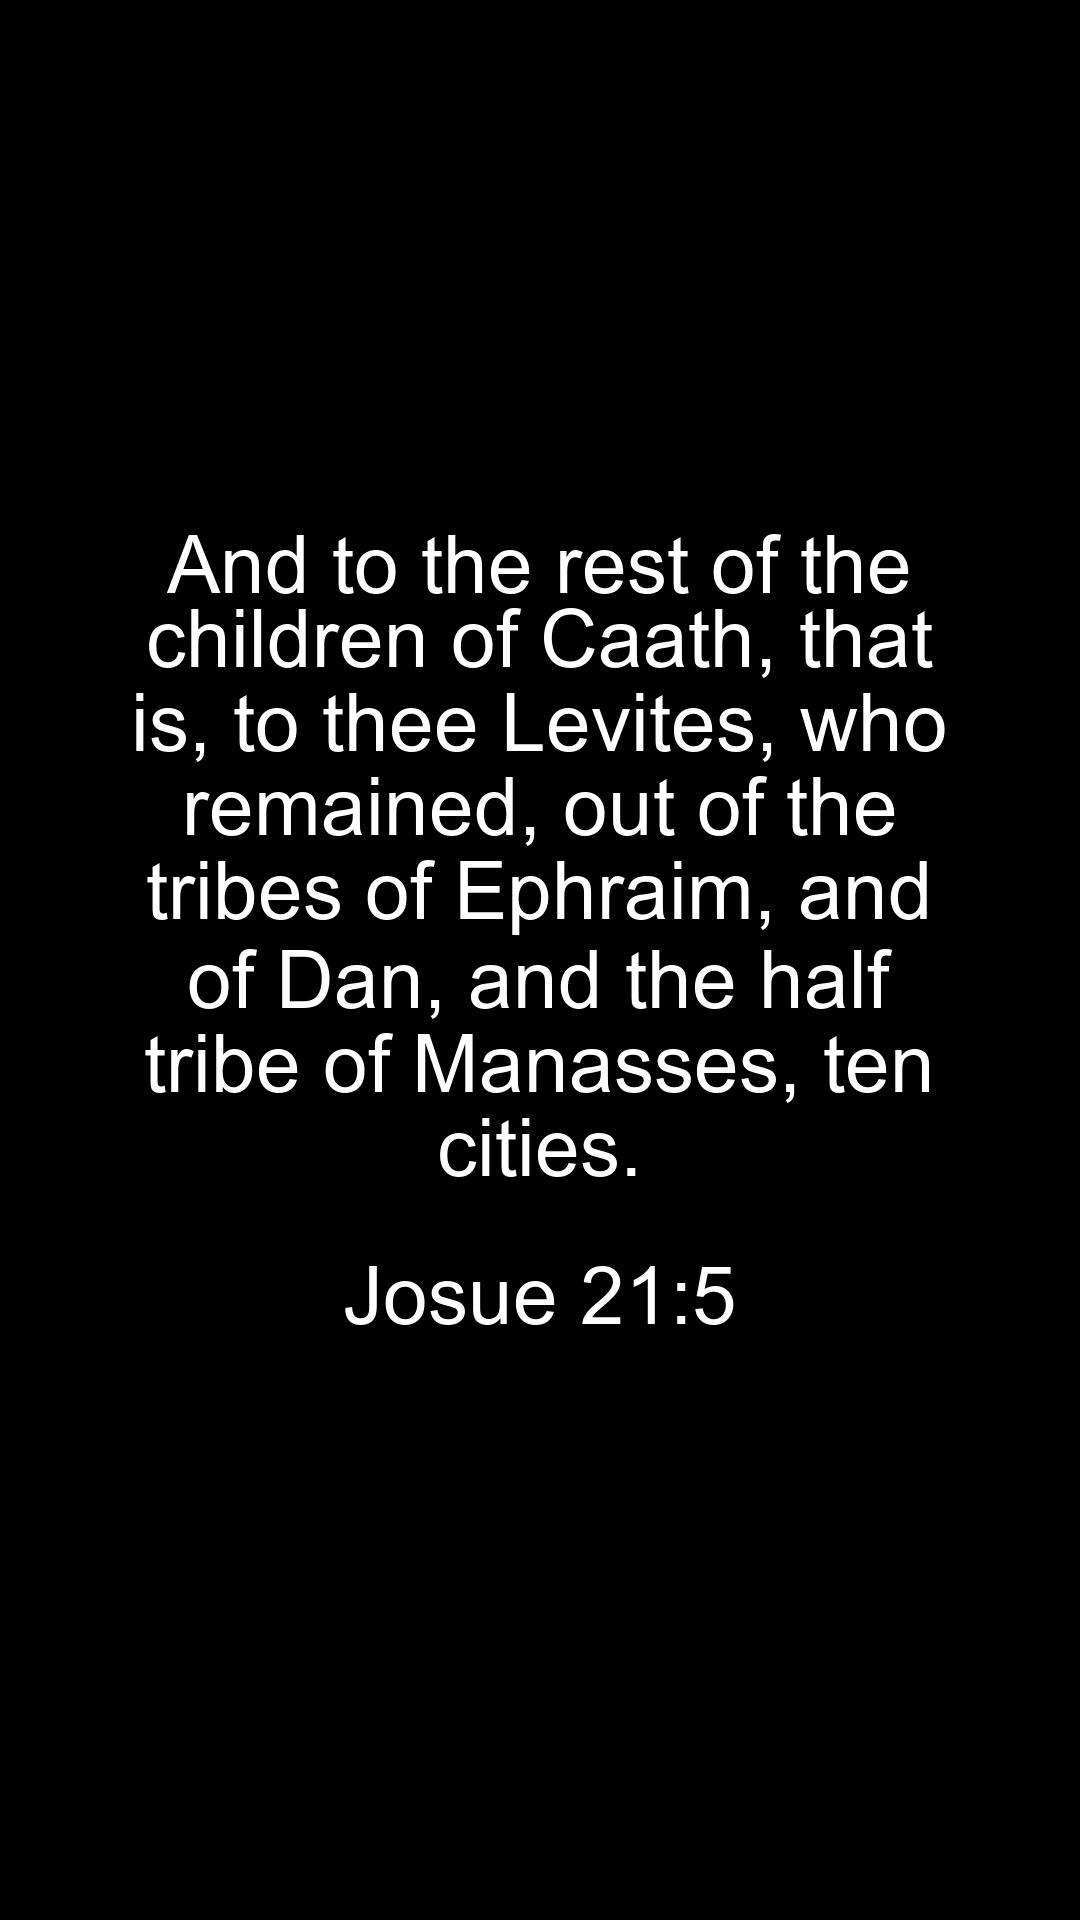 And to the rest of the
children of Caath, that
is, to thee Levites, who
remained, out of the
tribes of Ephraim, and
of Dan, and the half
tribe of Manasses, ten
cities.
Josue 21:5